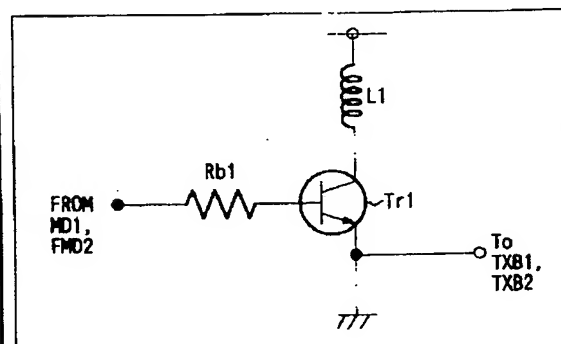 L1
Rb1
Tr1
FROM
MD1,
FMD2
To
TXB1,
TXB2